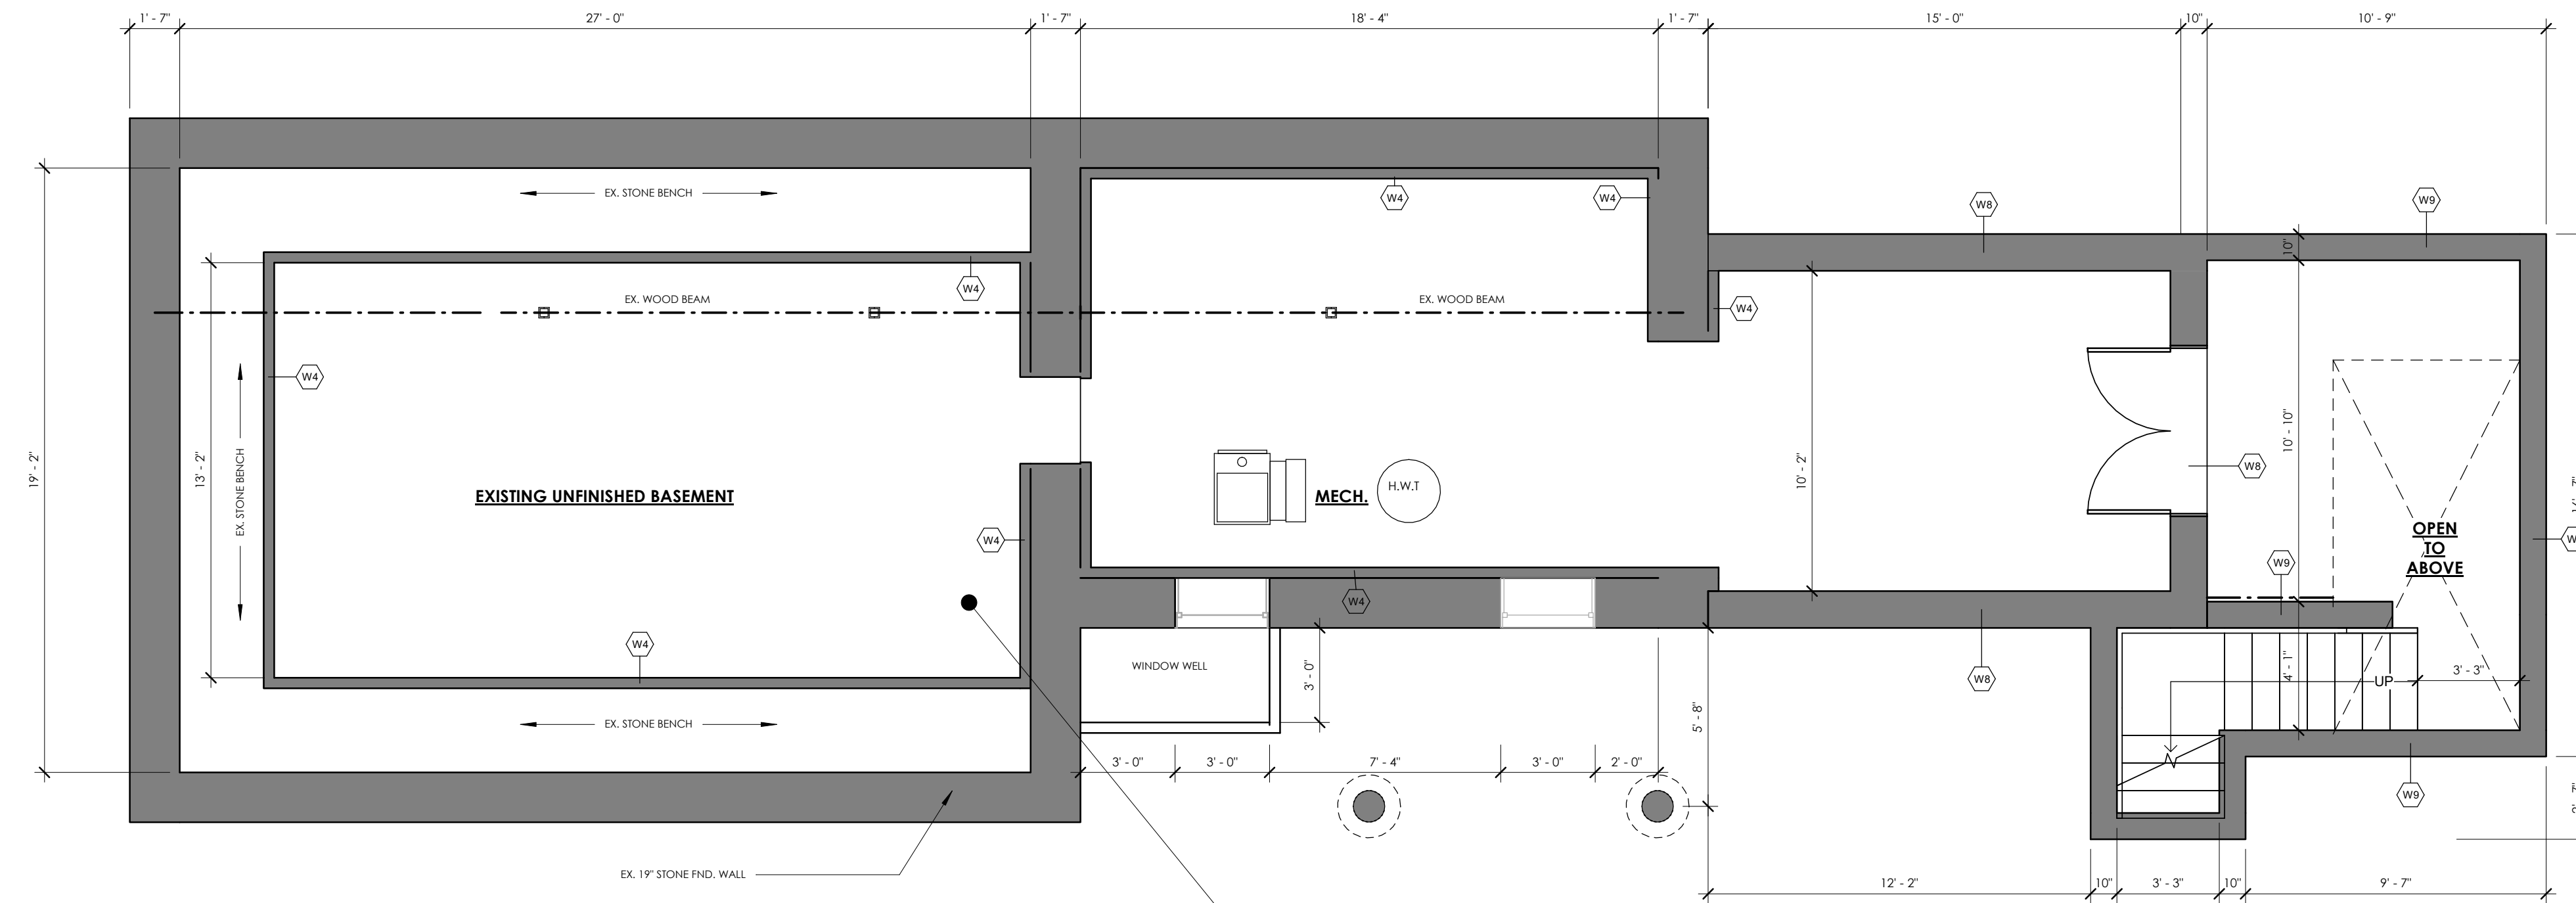 1' - 7"
27' - 0"
1' - 7"
18' - 4"
1' - 7"
15' - 0"
10"
10' - 9"
EX. STONE BENCH
W4
W4
W8
W9
10"
W4
EX. WOOD BEAM
EX. WOOD BEAM
W4
W4
19' - 2"
13' - 2"
EX. STONE BENCH
10' - 2"
10' - 10"
W8
EXISTING UNFINISHED BASEMENT
MECH.
H.W.T
OPEN
TO
ABOVE
W4
W9
W4
W4
WINDOW WELL
3' - 0"
5' - 8"
W8
4' - 1"
UP
3' - 3"
EX. STONE BENCH
3' - 0"
3' - 0"
7' - 4"
3' - 0"
2' - 0"
W9
EX. 19" STONE FND. WALL
12' - 2"
10"
3' - 3"
10"
9' - 7"